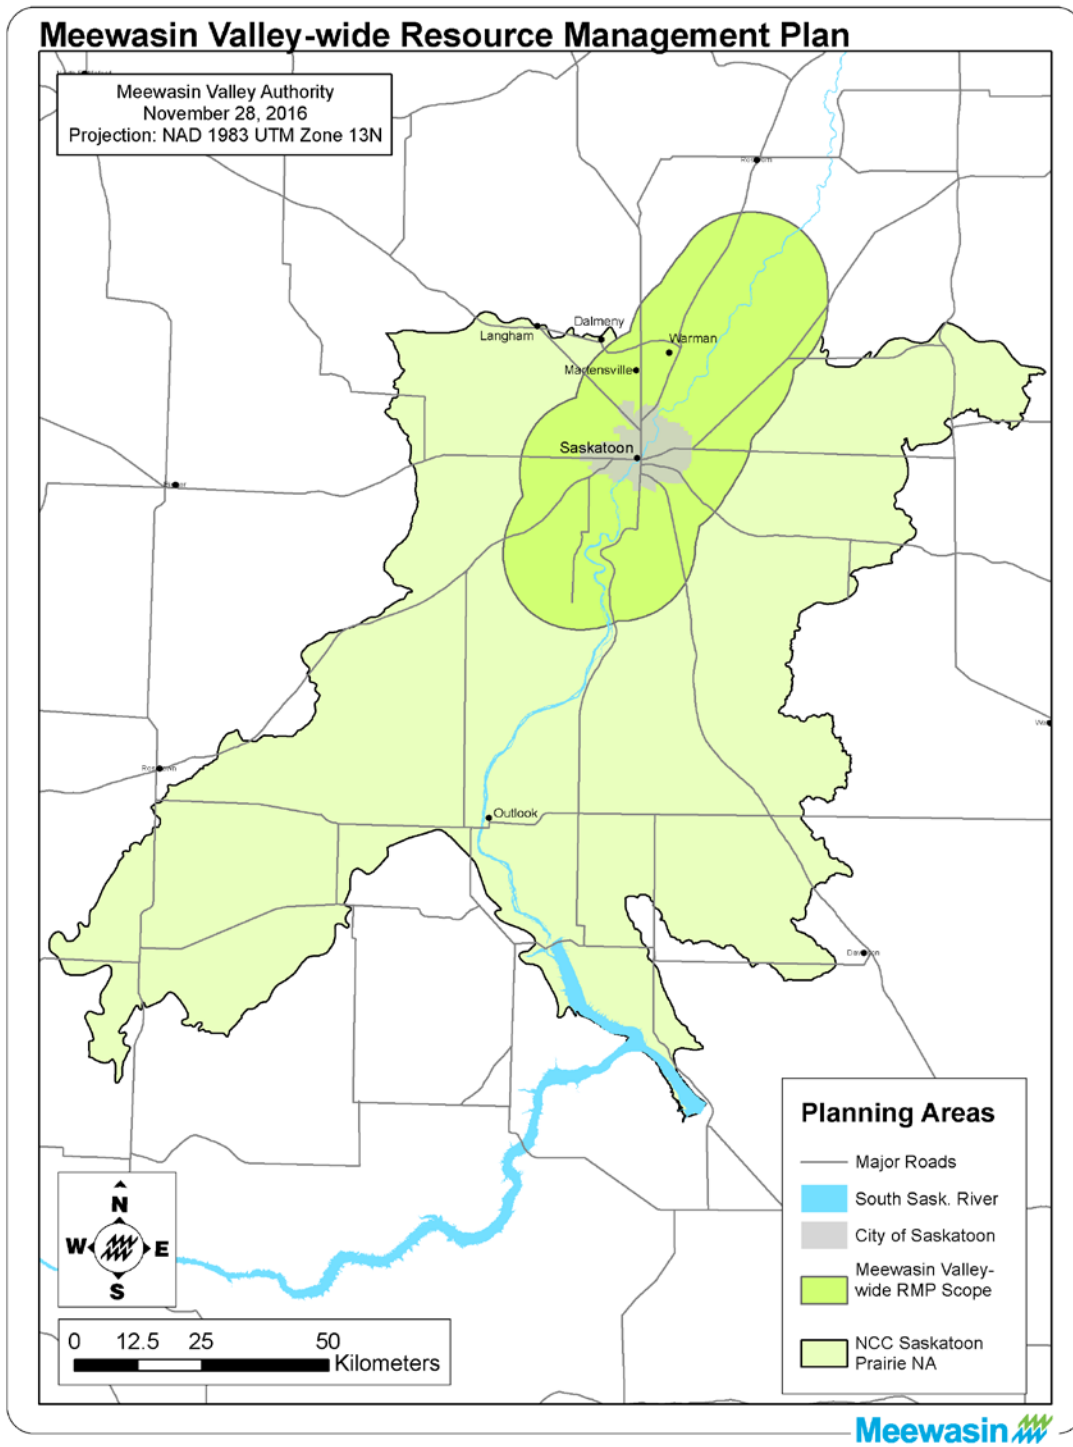 Meewasin Valley-wide Resource Management Plan
Meewasin Valley Authority
November 28, 2016
Projection: NAD 1983 UTM Zone 13N
Dalmeny
Langham
Warman
Martensville
Saskatoon
Outlook
Planning Areas
Major Roads
South Sask. River
City of Saskatoon
Meewasin Valley-
wide RMP Scope
NCC Saskatoon
Prairie NA
N
W E
S
0 12.5 25 50
Kilometers
Meewasin